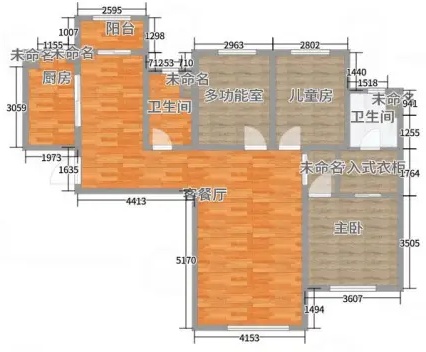 2595
1007
阳台
1298
1155
未命名
未命名
厨房
3059
1973
1635
4413
71253
710
未命名
卫生间
2963
多功能室
2802
儿童房
1440
1518
未命名
941
卫生间
1255
1764
未命名
入式衣柜
客餐厅
主卧
3505
5170
1494
3607
4153